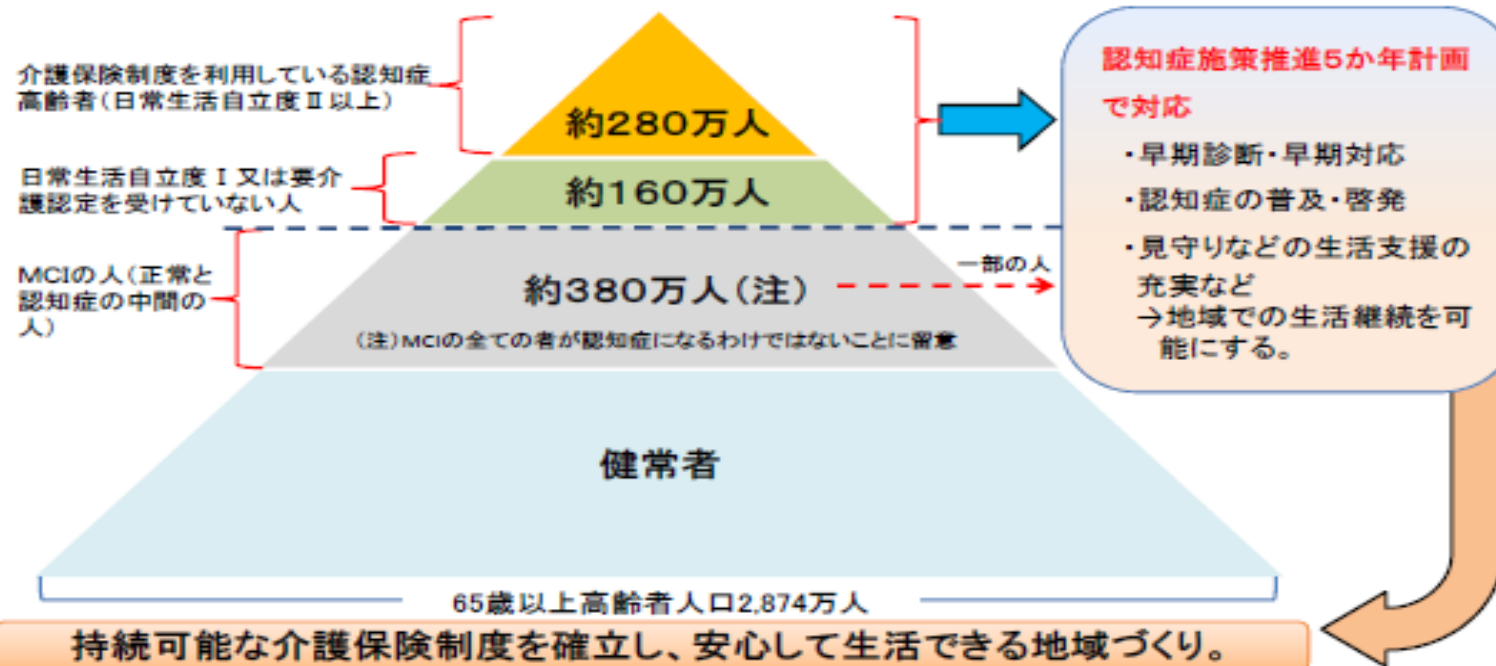 介護保険制度を利用している認知症
高齢者(日常生活自立度Ⅱ以上)
約280万人
日常生活自立度Ⅰ又は要介
護認定を受けていない人
約160万人
MCIの人(正常と
認知症の中間の
人)
約380万人(注)
(注)MCIの全ての者が認知症になるわけではないことに留意
一部の人
健常者
65歳以上高齢者人口2,874万人
認知症施策推進5か年計画
で対応
・早期診断・早期対応
・認知症の普及・啓発
・見守りなどの生活支援の
充実など
→地域での生活継続を可
能にする。
持続可能な介護保険制度を確立し、安心して生活できる地域づくり。